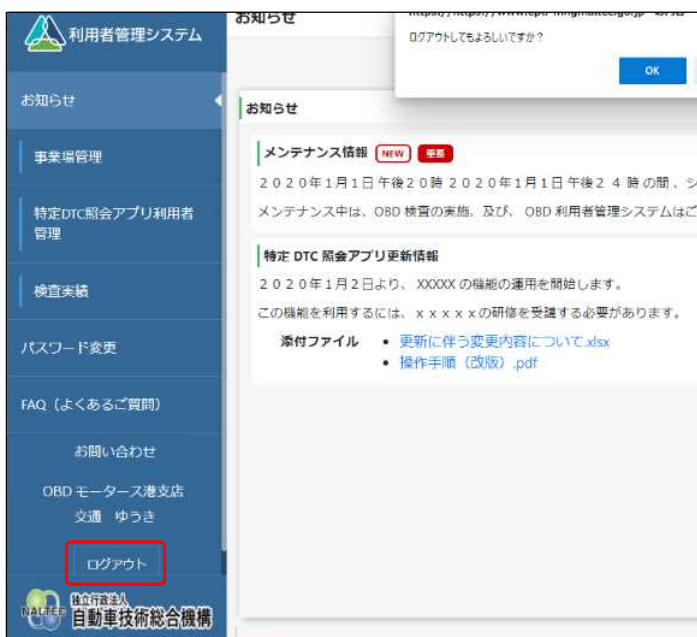 利用者管理システム
お知らせ
ログアウトしてもよろしいですか?
OK
お知らせ
事業場管理
特定DTC照会アプリ利用者
管理
検査実績
パスワード変更
FAQ(よくあるご質問)
お問い合わせ
OBD モータース港支店
交通 ゆうき
ログアウト
NALTEC 独立行政法人
自動車技術総合機構
お知らせ
メンテナンス情報 NEW 重要
2020年1月1日午後20時 2020年1月1日午後24時の間、シ
メンテナンス中は、OBD 検査の実施、及び、 OBD 利用者管理システムはご
特定 DTC 照会アプリ更新情報
2020年1月2日より、 XXXXX の機能の運用を開始します。
この機能を利用するには、ｘｘｘｘｘの研修を受講する必要があります。
添付ファイル • 更新に伴う変更内容について.xlsx
• 操作手順(改版).pdf